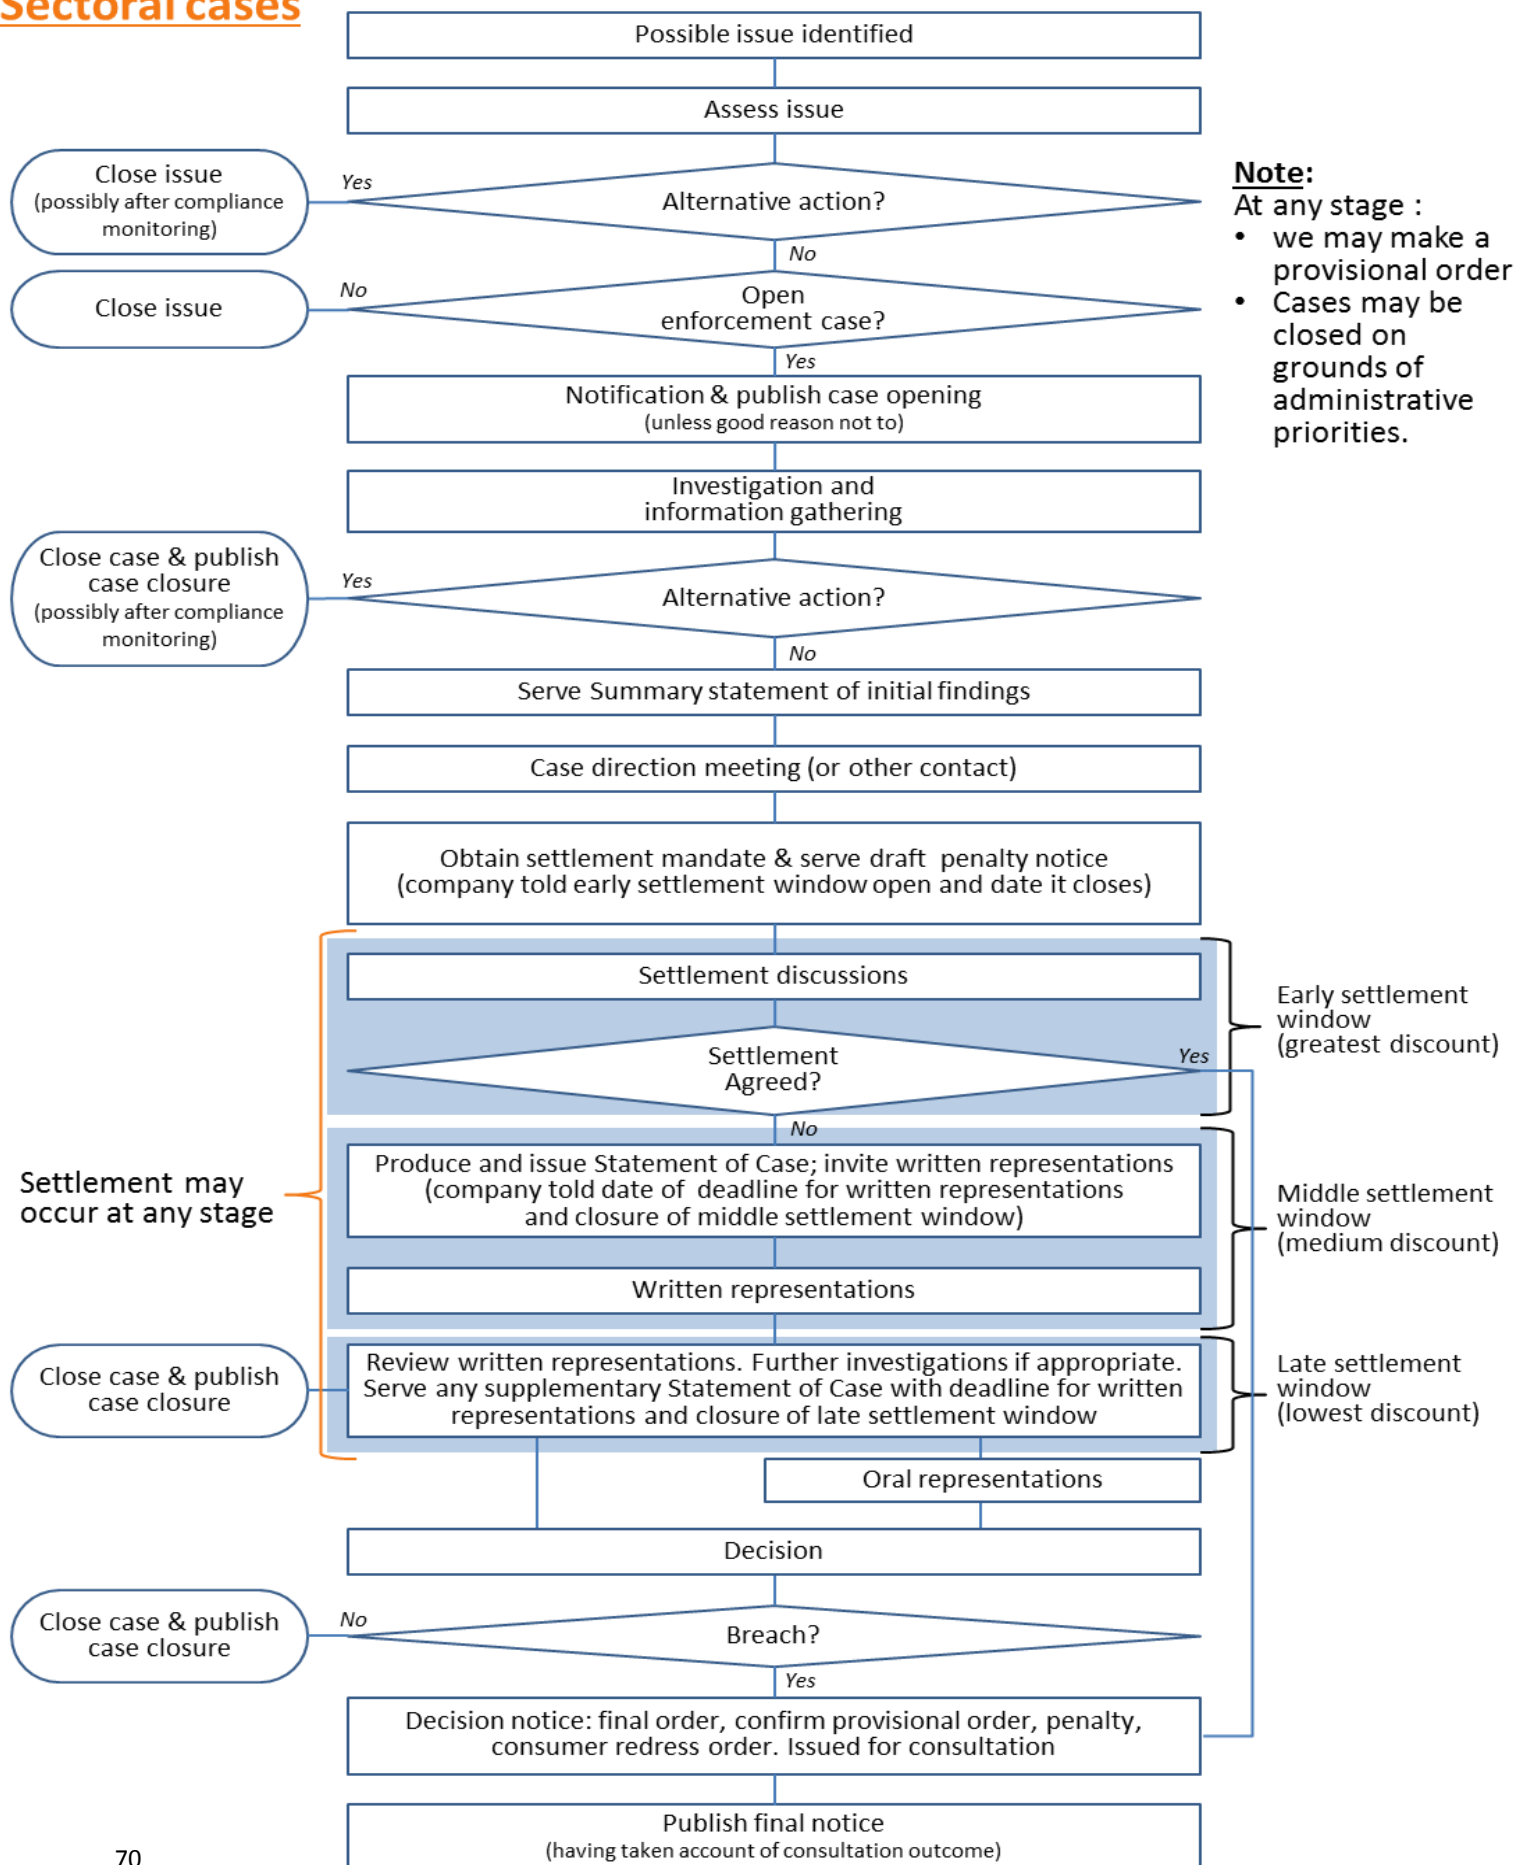 Sectoral cases
Possible issue identified
Assess issue
Close issue
(possibly after compliance
monitoring)
Yes
Alternative action?
No
Note:
At any stage :
• we may make a
provisional order
• Cases may be
closed on
grounds of
administrative
priorities.
Close issue
No
Open
enforcement case?
Yes
Notification & publish case opening
(unless good reason not to)
Investigation and
information gathering
Close case & publish
case closure
(possibly after compliance
monitoring)
Yes
Alternative action?
No
Serve Summary statement of initial findings
Case direction meeting (or other contact)
Obtain settlement mandate & serve draft penalty notice
(company told early settlement window open and date it closes)
Settlement discussions
Early settlement
window
(greatest discount)
Settlement
Agreed?
Yes
No
Settlement may
occur at any stage
Produce and issue Statement of Case; invite written representations
(company told date of deadline for written representations
and closure of middle settlement window)
Middle settlement
window
(medium discount)
Written representations
Close case & publish
case closure
Review written representations. Further investigations if appropriate.
Serve any supplementary Statement of Case with deadline for written
representations and closure of late settlement window
Late settlement
window
(lowest discount)
Oral representations
Decision
Close case & publish
case closure
No
Breach?
Yes
Decision notice: final order, confirm provisional order, penalty,
consumer redress order. Issued for consultation
Publish final notice
(having taken account of consultation outcome)
70